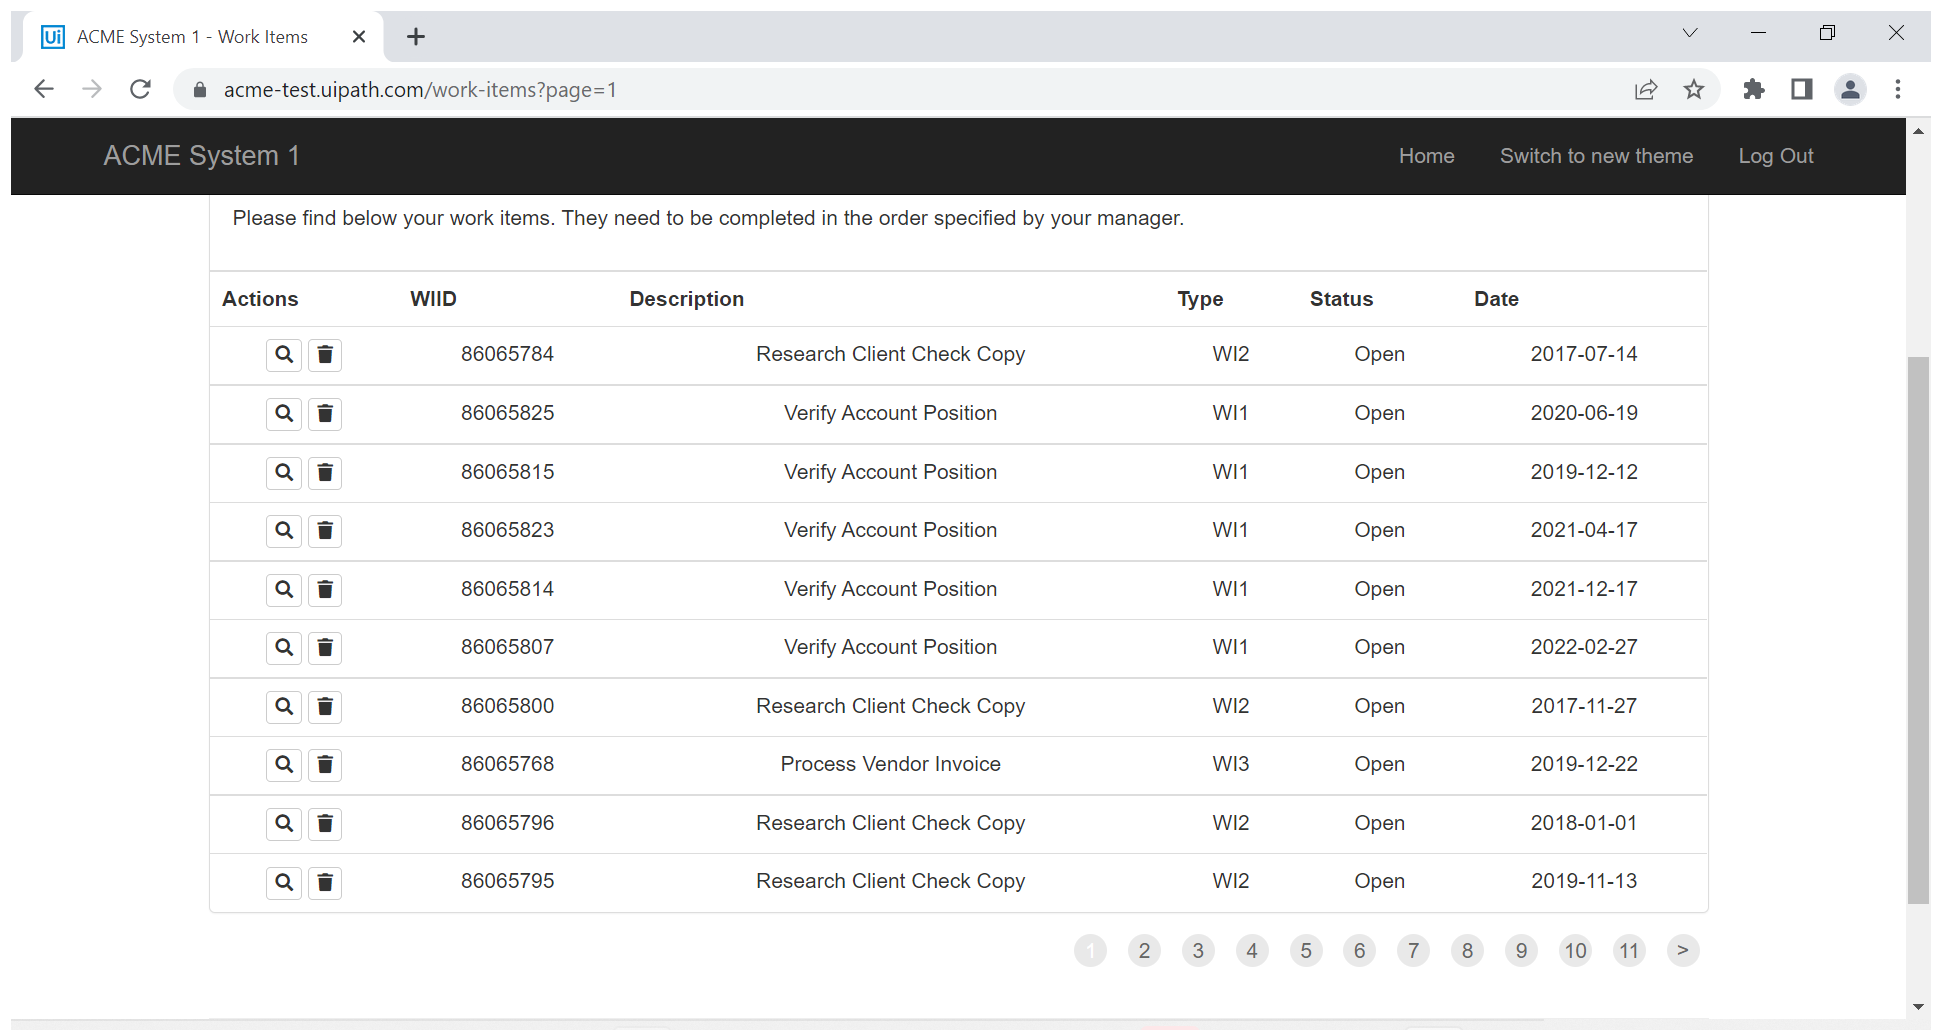 Ui ACME System 1 - Work Items
acme-test.uipath.com/work-items?page=1
ACME System 1 Home Switch to new theme Log Out
Please find below your work items. They need to be completed in the order specified by your manager.
Actions WIID Description Type Status Date
86065784 Research Client Check Copy WI2 Open 2017-07-14
86065825 Verify Account Position WI1 Open 2020-06-19
86065815 Verify Account Position WI1 Open 2019-12-12
86065823 Verify Account Position WI1 Open 2021-04-17
86065814 Verify Account Position WI1 Open 2021-12-17
86065807 Verify Account Position WI1 Open 2022-02-27
86065800 Research Client Check Copy WI2 Open 2017-11-27
86065768 Process Vendor Invoice WI3 Open 2019-12-22
86065796 Research Client Check Copy WI2 Open 2018-01-01
86065795 Research Client Check Copy WI2 Open 2019-11-13
1 2 3 4 5 6 7 8 9 10 11 >